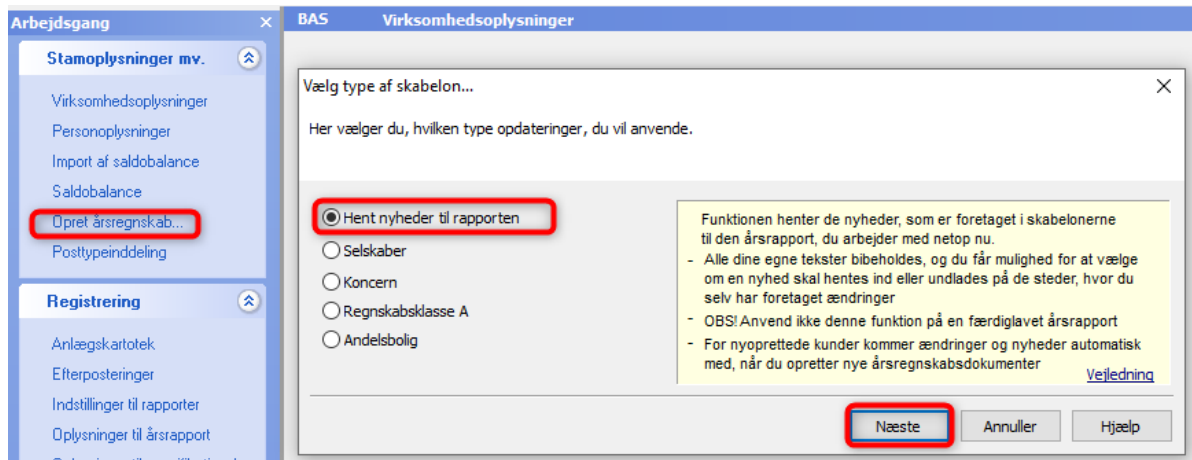 Arbejdsgang
Stamoplysninger mv.
Virksomhedsoplysninger
Personoplysninger
Import af saldobalance
Saldobalance
Opret årsregnskab...
Posttypeinddeling
Registrering
Anlægskartotek
Efterposteringer
Indstillinger til rapporter
Oplysninger til årsrapport
BAS Virksomhedsoplysninger
Vælg type af skabelon...
Her vælger du, hvilken type opdateringer, du vil anvende.
Hent nyheder til rapporten
Selskaber
Koncern
Regnskabsklasse A
Andelsbolig
Funktionen henter de nyheder, som er foretaget i skabelonerne
til den årsrapport, du arbejder med netop nu.
- Alle dine egne tekster bibeholdes, og du får mulighed for at vælge
om en nyhed skal hentes ind eller undlades på de steder, hvor du
selv har foretaget ændringer
- OBS! Anvend ikke denne funktion på en færdiglavet årsrapport
- For nyoprettede kunder kommer ændringer og nyheder automatisk
med, når du opretter nye årsregnskabsdokumenter
Vejledning
Næste Annuller Hjælp